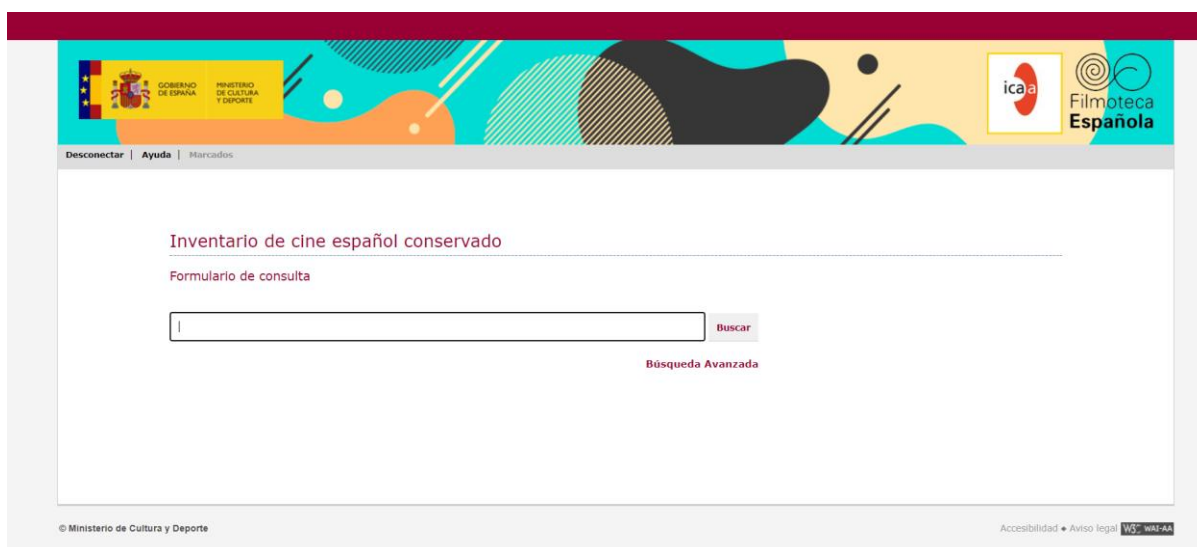 GOBIERNO
DE ESPAÑA
MINISTERIO
DE CULTURA
Y DEPORTE
icaa
Filmoteca
Española
Desconectar | Ayuda | Marcados
Inventario de cine español conservado
Formulario de consulta
Buscar
Búsqueda Avanzada
© Ministerio de Cultura y Deporte
Accesibilidad ♦ Aviso legal W3C WAI-AA